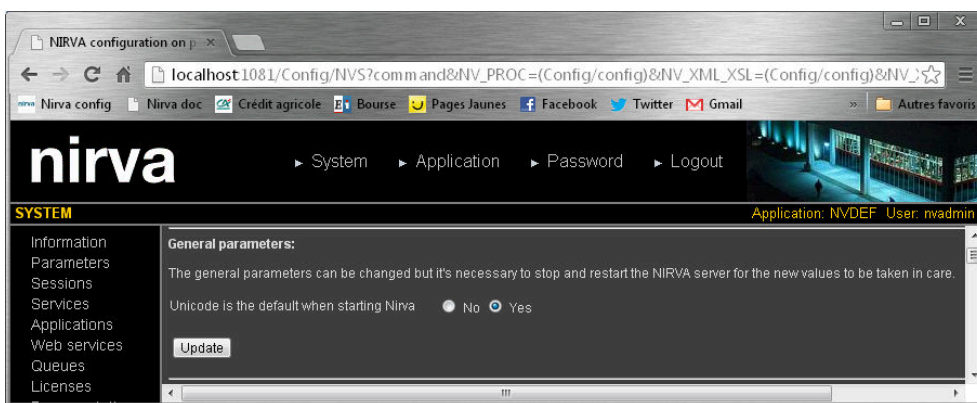 NIRVA configuration on p
localhost:1081/Config/NVS?command&NV_PROC=(Config/config)&NV_XML_XSL=(Config/config)&NV_
Nirva config Nirva doc Crédit agricole Bourse Pages Jaunes Facebook Twitter Gmail » Autres favoris
nirva
System Application Password Logout
SYSTEM Application: NVDEF User: nvadmin
Information
Parameters
Sessions
Services
Applications
Web services
Queues
Licenses
General parameters:
The general parameters can be changed but it's necessary to stop and restart the NIRVA server for the new values to be taken in care.
Unicode is the default when starting Nirva No Yes
Update